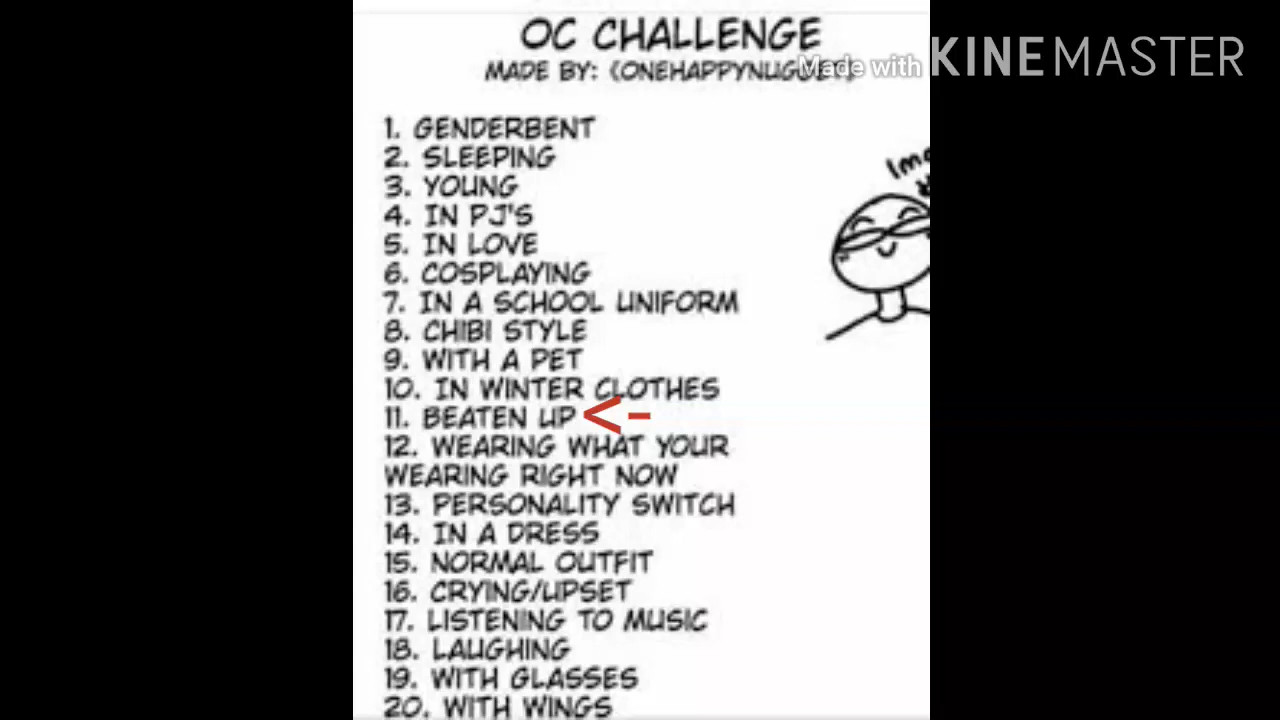 OC CHALLENGE
MADE BY: (ONEHAPPYNUGGET)
Made with KINEMASTER
1. GENDERBENT
2. SLEEPING
3. YOUNG
4. IN PJ'S
5. IN LOVE
6. COSPLAYING
7. IN A SCHOOL UNIFORM
8. CHIBI STYLE
9. WITH A PET
10. IN WINTER CLOTHES
11. BEATEN UP <-
12. WEARING WHAT YOUR
WEARING RIGHT NOW
13. PERSONALITY SWITCH
14. IN A DRESS
15. NORMAL OUTFIT
16. CRYING/UPSET
17. LISTENING TO MUSIC
18. LAUGHING
19. WITH GLASSES
20. WITH WINGS